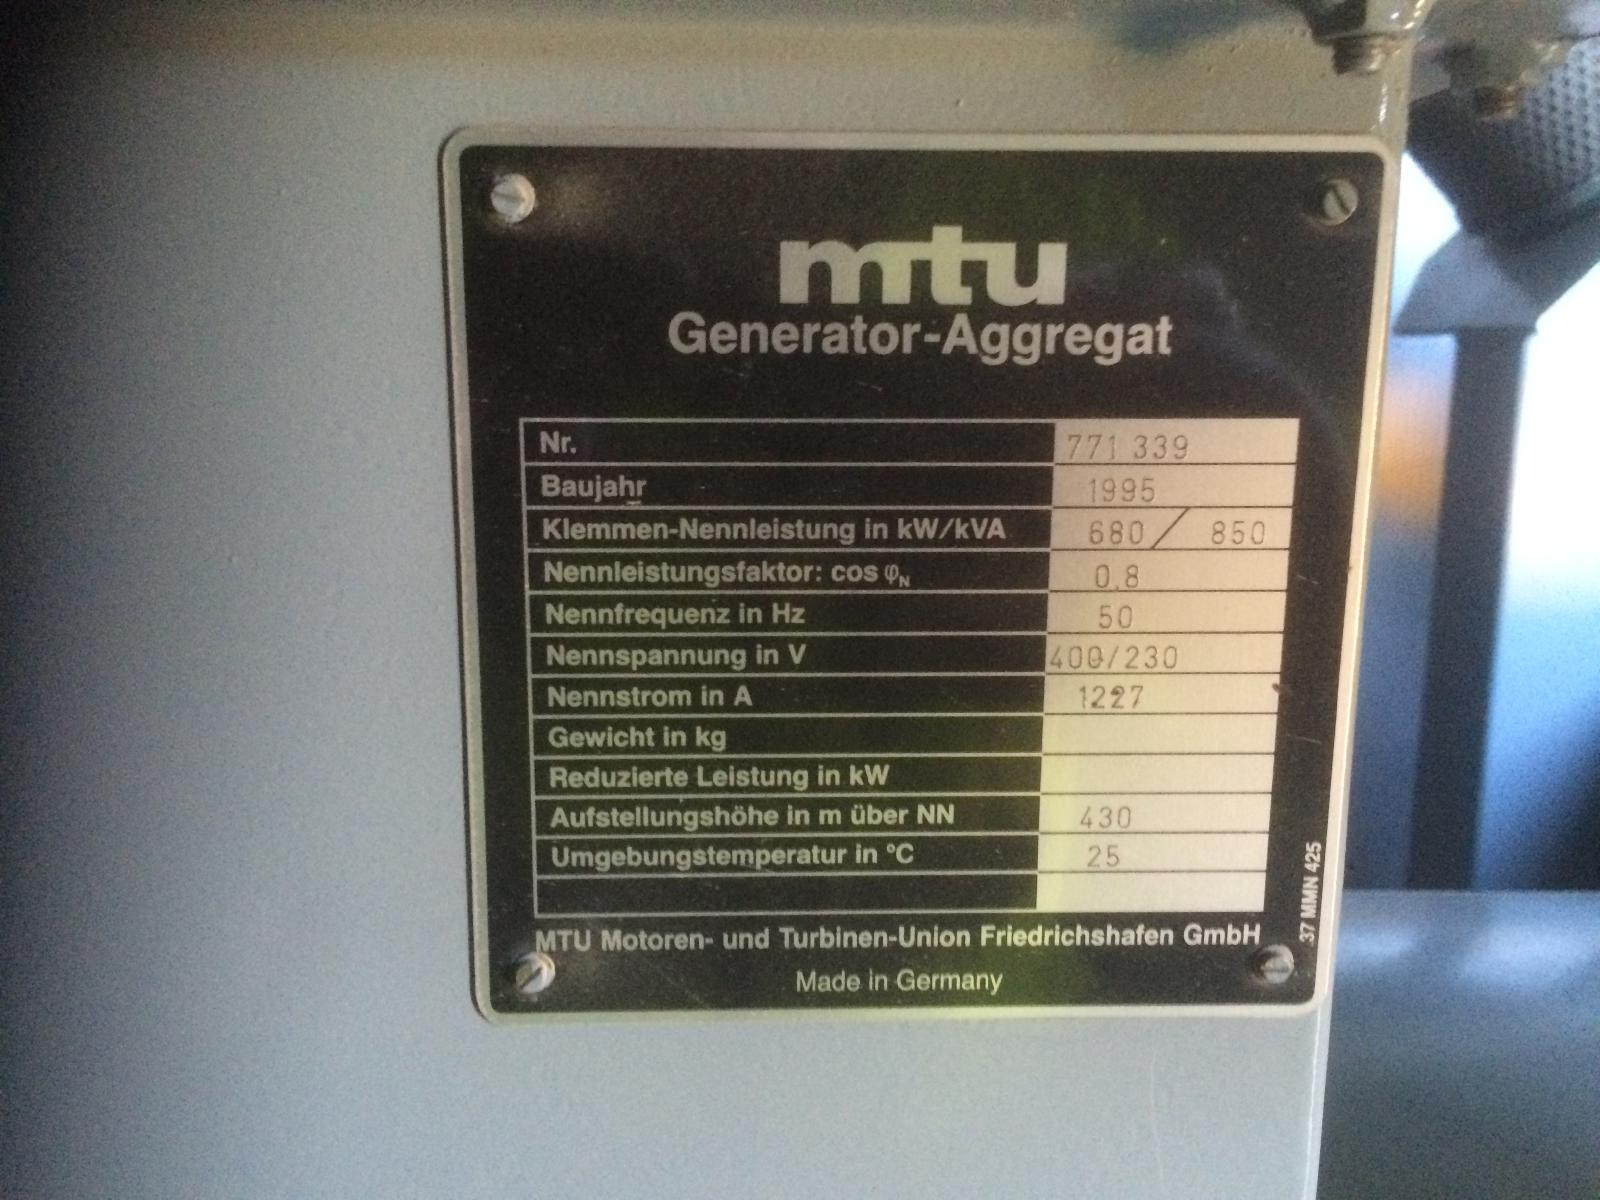 mtu
Generator-Aggregat
Nr. 771 339
Baujahr 1995
Klemmen-Nennleistung in kW/kVA 680 / 850
Nennleistungsfaktor: cos φN 0,8
Nennfrequenz in Hz 50
Nennspannung in V 400/230
Nennstrom in A 1227
Gewicht in kg
Reduzierte Leistung in kW
Aufstellungshöhe in m über NN 430
Umgebungstemperatur in °C 25
MTU Motoren- und Turbinen-Union Friedrichshafen GmbH
Made in Germany
37 MMN 425